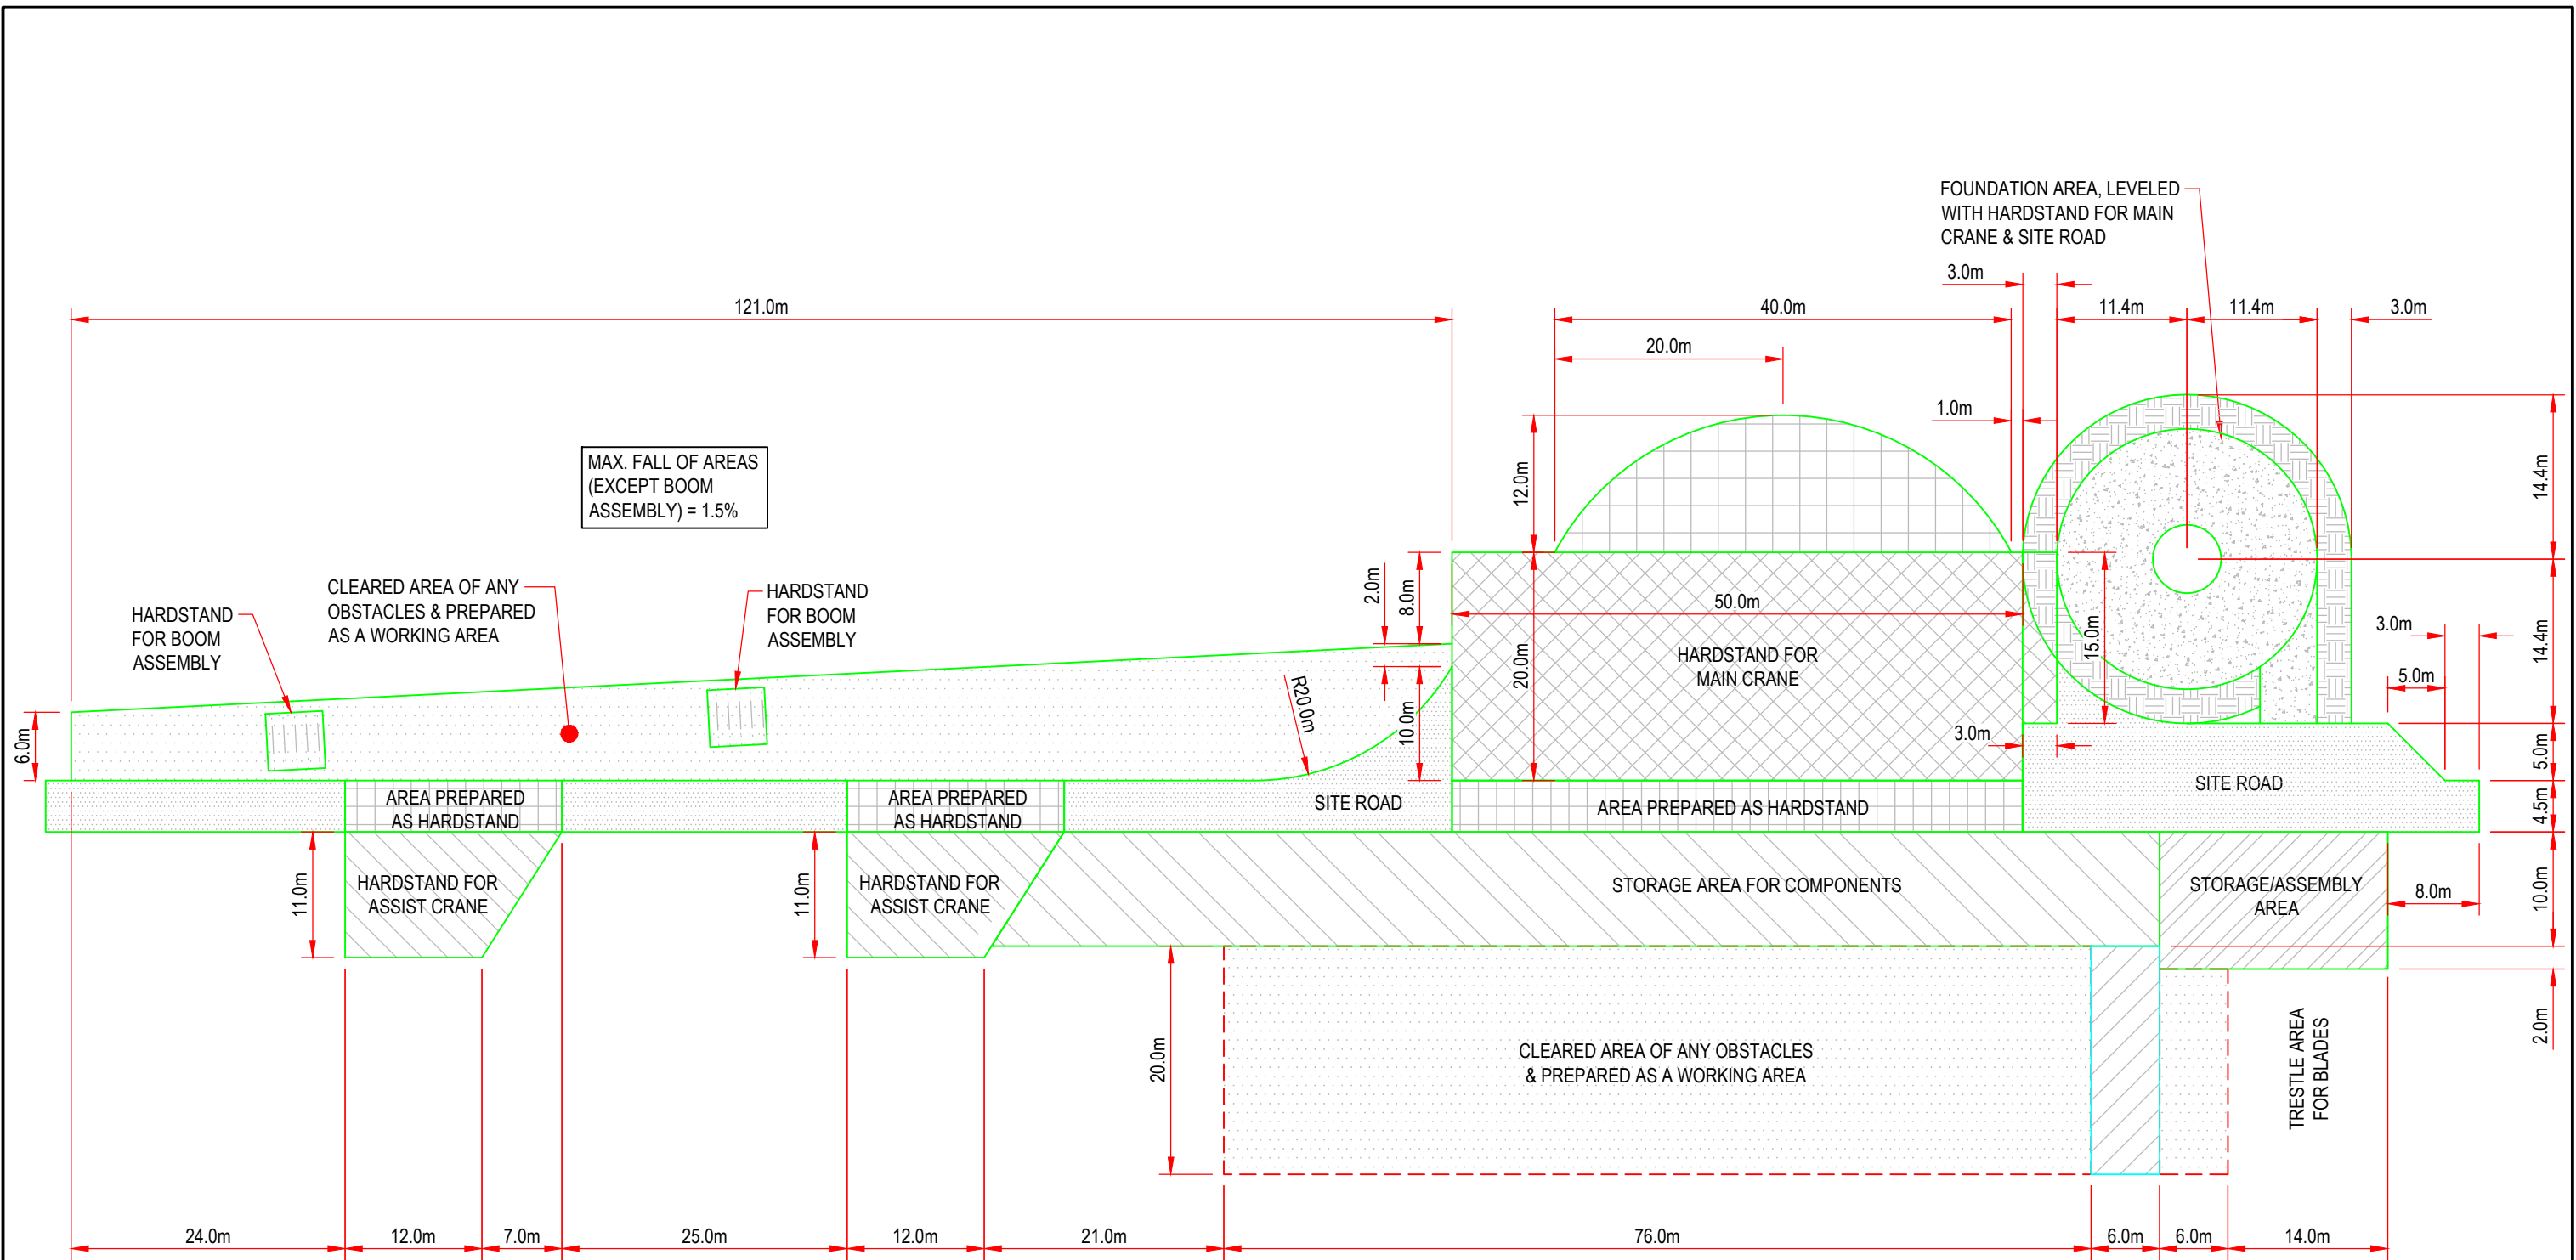 FOUNDATION AREA, LEVELED
WITH HARDSTAND FOR MAIN
CRANE & SITE ROAD
3.0m
121.0m
40.0m
11.4m
11.4m
3.0m
20.0m
1.0m
14.4m
12.0m
MAX. FALL OF AREAS
(EXCEPT BOOM
ASSEMBLY) = 1.5%
CLEARED AREA OF ANY
OBSTACLES & PREPARED
AS A WORKING AREA
HARDSTAND
FOR BOOM
ASSEMBLY
HARDSTAND
FOR BOOM
ASSEMBLY
2.0m
8.0m
50.0m
15.0m
14.4m
3.0m
5.0m
HARDSTAND FOR
MAIN CRANE
20.0m
R20.0m
10.0m
6.0m
3.0m
5.0m
SITE ROAD
4.5m
AREA PREPARED
AS HARDSTAND
AREA PREPARED
AS HARDSTAND
SITE ROAD
AREA PREPARED AS HARDSTAND
11.0m
HARDSTAND FOR
ASSIST CRANE
11.0m
HARDSTAND FOR
ASSIST CRANE
STORAGE AREA FOR COMPONENTS
STORAGE/ASSEMBLY
AREA
8.0m
10.0m
2.0m
20.0m
CLEARED AREA OF ANY OBSTACLES
& PREPARED AS A WORKING AREA
TRESTLE AREA
FOR BLADES
24.0m
12.0m
7.0m
25.0m
12.0m
21.0m
76.0m
6.0m
6.0m
14.0m